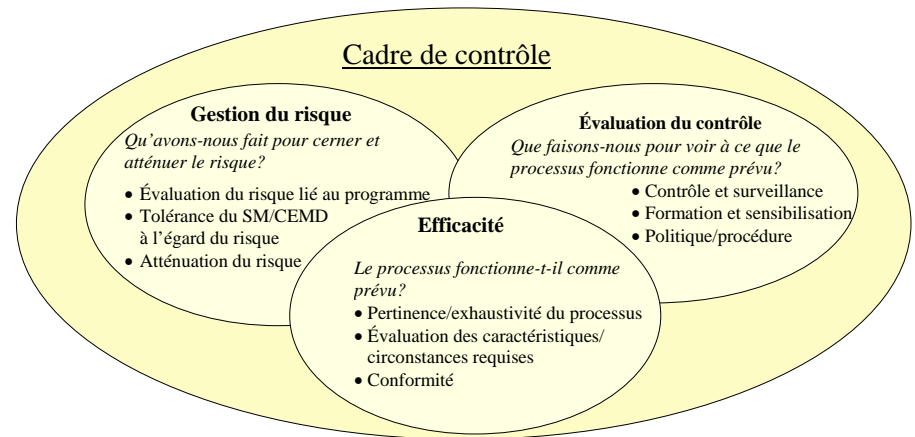 Cadre de contrôle
Gestion du risque
Qu'avons-nous fait pour cerner et
atténuer le risque?
• Évaluation du risque lié au programme
• Tolérance du SM/CEMD
à l'égard du risque
• Atténuation du risque
Évaluation du contrôle
Que faisons-nous pour voir à ce que le
processus fonctionne comme prévu?
• Contrôle et surveillance
• Formation et sensibilisation
• Politique/procédure
Efficacité
Le processus fonctionne-t-il comme
prévu?
• Pertinence/exhaustivité du processus
• Évaluation des caractéristiques/
circonstances requises
• Conformité